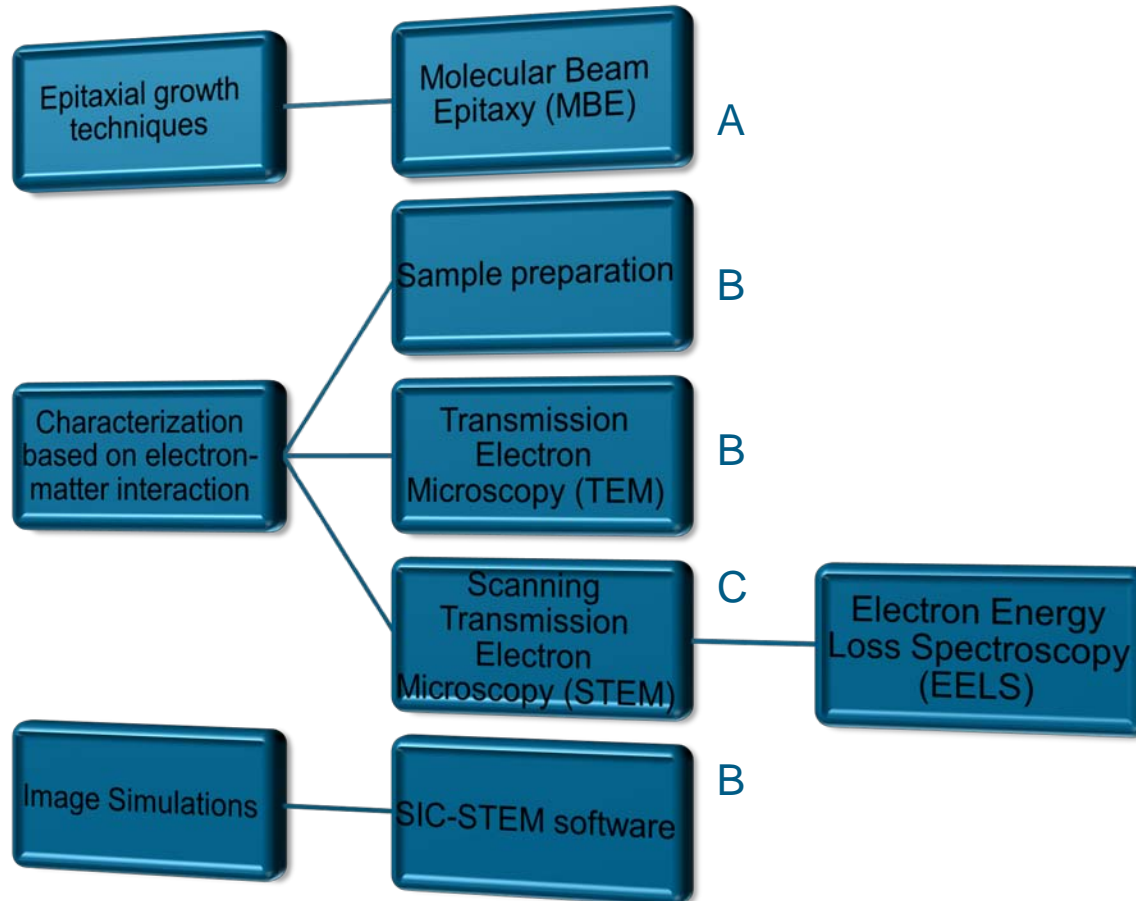 Epitaxial growth
techniques
Molecular Beam
Epitaxy (MBE)
A
Sample preparation
B
Characterization
based on electron-
matter interaction
Transmission
Electron
Microscopy (TEM)
B
Scanning
Transmission
Electron
Microscopy (STEM)
C
Electron Energy
Loss Spectroscopy
(EELS)
Image Simulations
SIC-STEM software
B